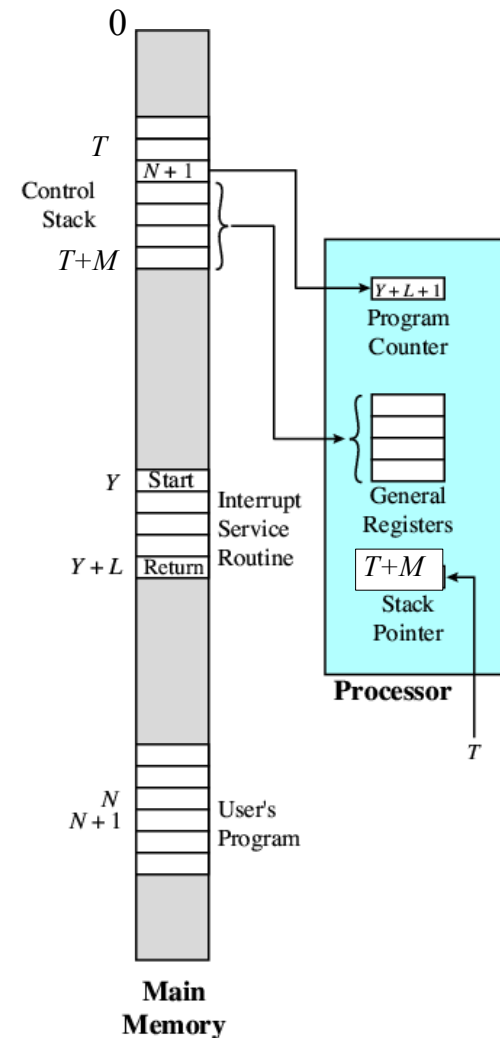 0
T
N + 1
Control
Stack
T+M
Y + L + 1
Program
Counter
Y
Start
Interrupt
Service
Routine
General
Registers
Y + L
Return
T+M
Stack
Pointer
Processor
T
N
N + 1
User's
Program
Main
Memory